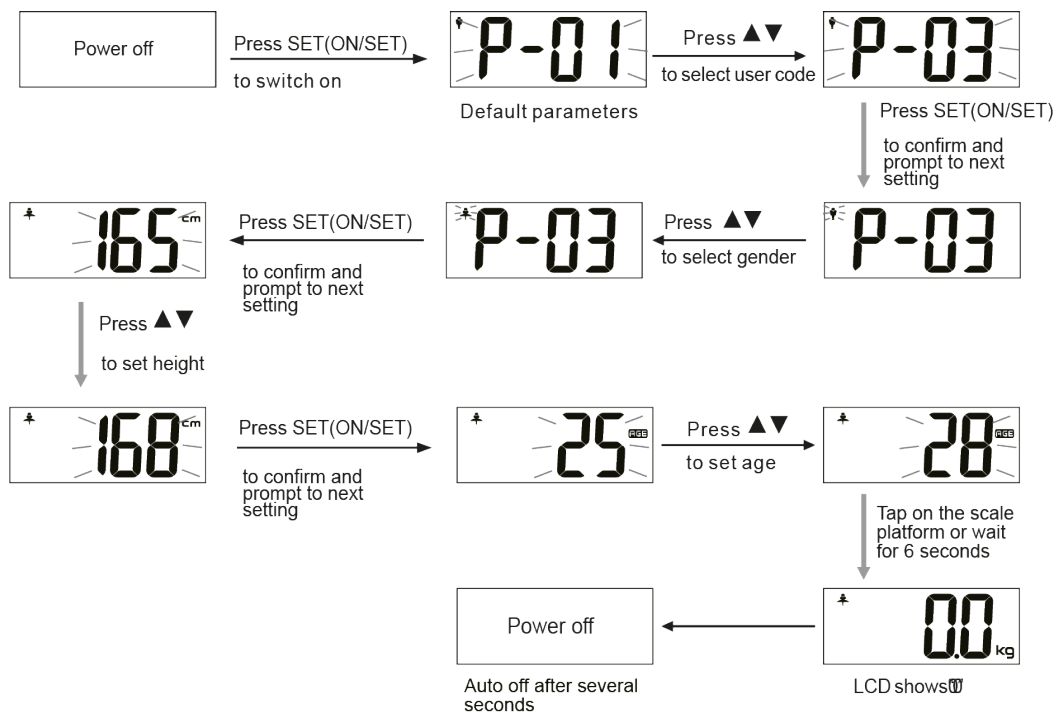 Power off
Press SET(ON/SET)
to switch on
P-01
Default parameters
Press ▲▼
to select user code
P-03
Press SET(ON/SET)
to confirm and
prompt to next
setting
P-03
Press ▲▼
to select gender
P-03
Press SET(ON/SET)
to confirm and
prompt to next
setting
165 cm
Press ▲▼
to set height
168 cm
Press SET(ON/SET)
to confirm and
prompt to next
setting
25 AGE
Press ▲▼
to set age
28 AGE
Tap on the scale
platform or wait
for 6 seconds
0.0 kg
LCD shows
Power off
Auto off after several
seconds